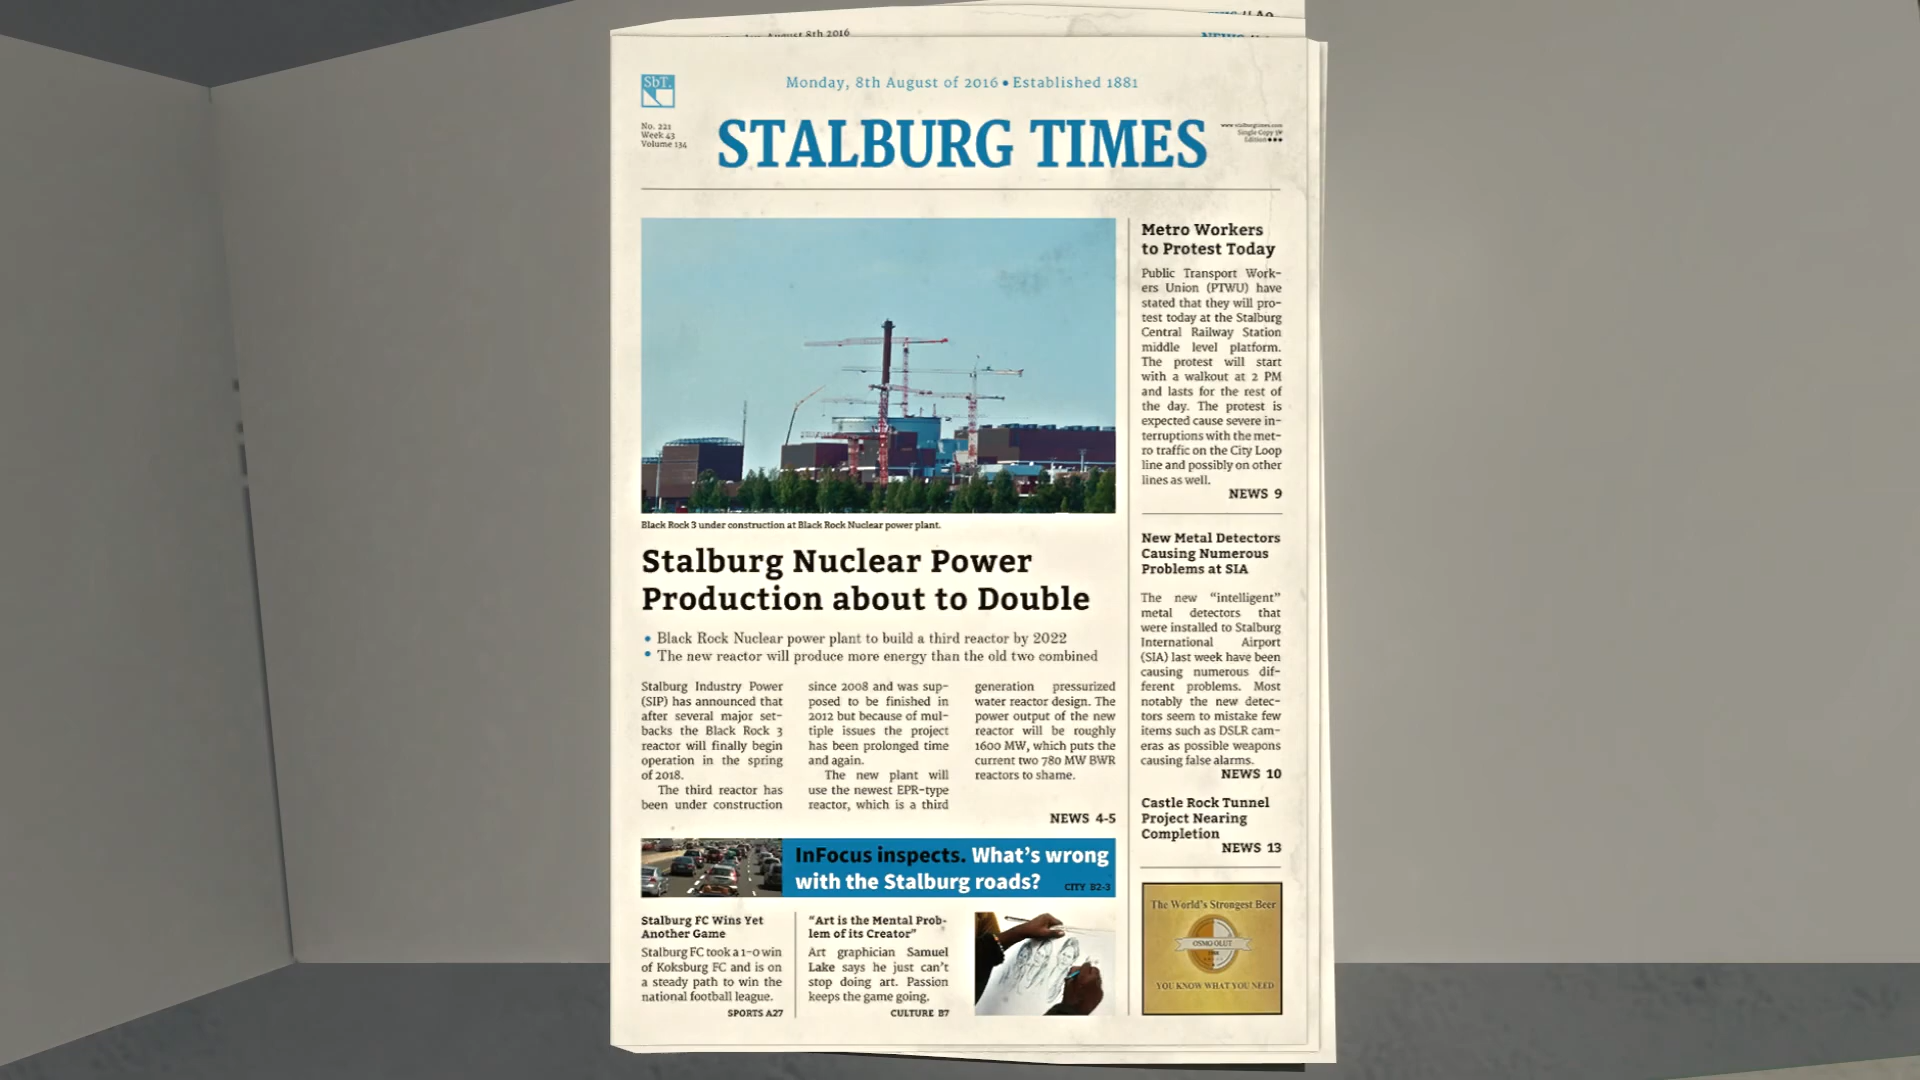 August 8th 2016
NEWS
SbT.
Monday, 8th August of 2016 • Established 1881
No. 221
Week 43
Volume 134
STALBURG TIMES
www.stalburgtimes.com
Single Copy
Edition ●●●
Black Rock 3 under construction at Black Rock Nuclear power plant.
Stalburg Nuclear Power
Production about to Double
• Black Rock Nuclear power plant to build a third reactor by 2022
• The new reactor will produce more energy than the old two combined
Stalburg Industry Power
(SIP) has announced that
after several major set-
backs the Black Rock 3
reactor will finally begin
operation in the spring
of 2018.
The third reactor has
been under construction
since 2008 and was sup-
posed to be finished in
2012 but because of mul-
tiple issues the project
has been prolonged time
and again.
The new plant will
use the newest EPR-type
reactor, which is a third
generation pressurized
water reactor design. The
power output of the new
reactor will be roughly
1600 MW, which puts the
current two 780 MW BWR
reactors to shame.
NEWS 4-5
InFocus inspects. What's wrong
with the Stalburg roads?
CITY B2-3
Stalburg FC Wins Yet
Another Game
Stalburg FC took a 1-0 win
of Koksburg FC and is on
a steady path to win the
national football league.
SPORTS A27
"Art is the Mental Prob-
lem of its Creator"
Art graphician Samuel
Lake says he just can't
stop doing art. Passion
keeps the game going.
CULTURE B7
Metro Workers
to Protest Today
Public Transport Work-
ers Union (PTWU) have
stated that they will pro-
test today at the Stalburg
Central Railway Station
middle level platform.
The protest will start
with a walkout at 2 PM
and lasts for the rest of
the day. The protest is
expected cause severe in-
terruptions with the met-
ro traffic on the City Loop
line and possibly on other
lines as well.
NEWS 9
New Metal Detectors
Causing Numerous
Problems at SIA
The new "intelligent"
metal detectors that
were installed to Stalburg
International Airport
(SIA) last week have been
causing numerous dif-
ferent problems. Most
notably the new detec-
tors seem to mistake few
items such as DSLR cam-
eras as possible weapons
causing false alarms.
NEWS 10
Castle Rock Tunnel
Project Nearing
Completion
NEWS 13
The World's Strongest Beer
OSMO OLUT
YOU KNOW WHAT YOU NEED